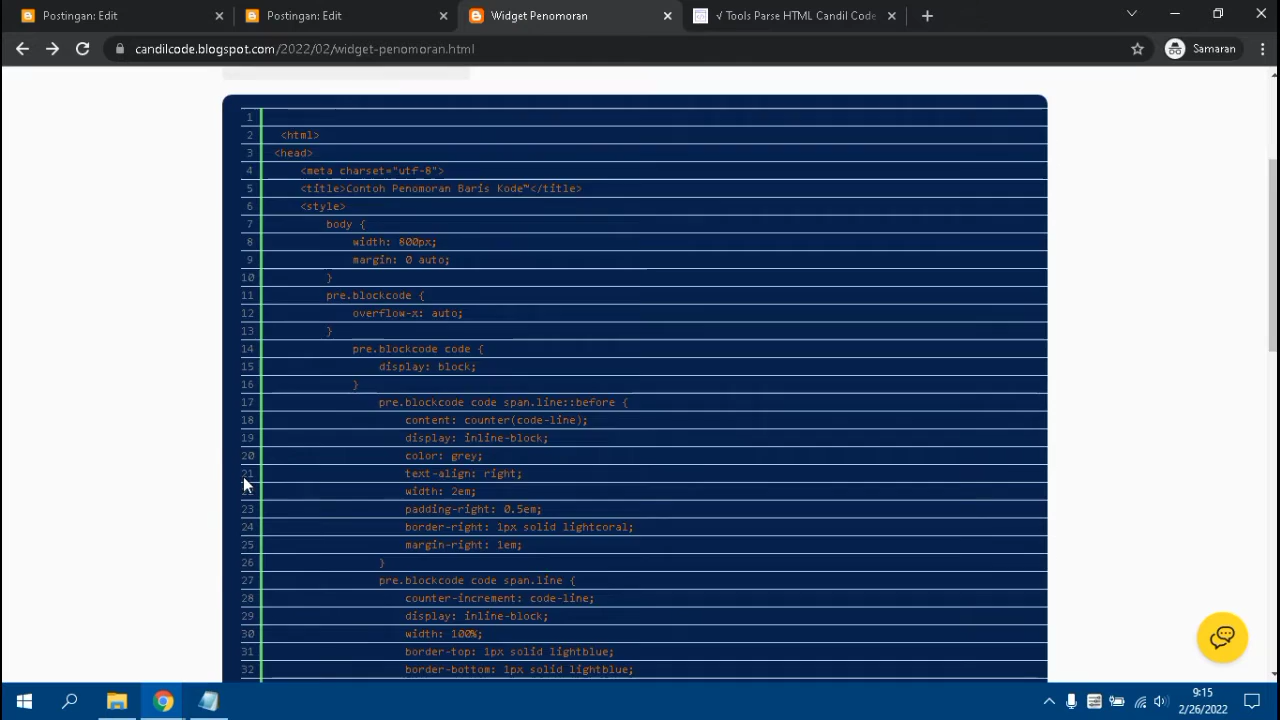 Postingan: Edit
Postingan: Edit
Widget Penomoran
√ Tools Parse HTML Candil Code
candilcode.blogspot.com/2022/02/widget-penomoran.html
Samaran
1
2 <html>
3 <head>
4 <meta charset="utf-8">
5 <title>Contoh Penomoran Baris Kode™</title>
6 <style>
7 body {
8 width: 800px;
9 margin: 0 auto;
10 }
11 pre.blockcode {
12 overflow-x: auto;
13 }
14 pre.blockcode code {
15 display: block;
16 }
17 pre.blockcode code span.line::before {
18 content: counter(code-line);
19 display: inline-block;
20 color: grey;
21 text-align: right;
22 width: 2em;
23 padding-right: 0.5em;
24 border-right: 1px solid lightcoral;
25 margin-right: 1em;
26 }
27 pre.blockcode code span.line {
28 counter-increment: code-line;
29 display: inline-block;
30 width: 100%;
31 border-top: 1px solid lightblue;
32 border-bottom: 1px solid lightblue;
9:15
2/26/2022